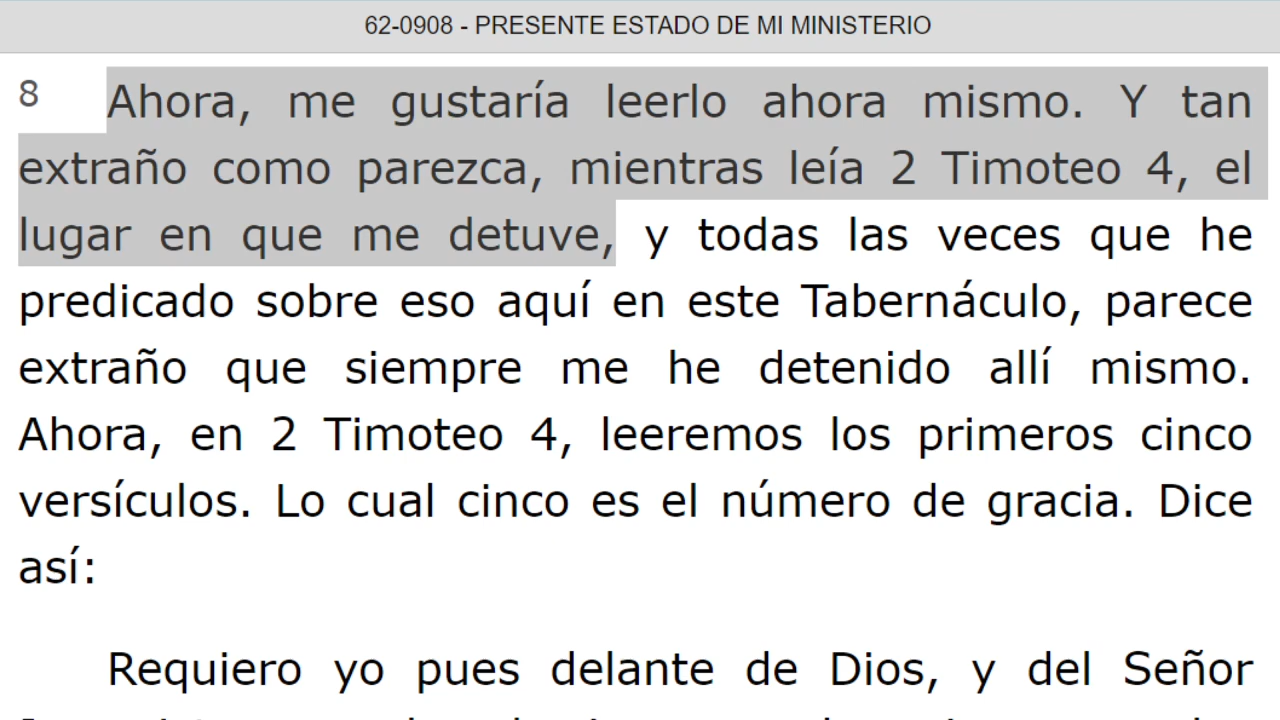 62-0908 - PRESENTE ESTADO DE MI MINISTERIO
8 Ahora, me gustaría leerlo ahora mismo. Y tan
extraño como parezca, mientras leía 2 Timoteo 4, el
lugar en que me detuve, y todas las veces que he
predicado sobre eso aquí en este Tabernáculo, parece
extraño que siempre me he detenido allí mismo.
Ahora, en 2 Timoteo 4, leeremos los primeros cinco
versículos. Lo cual cinco es el número de gracia. Dice
así:
Requiero yo pues delante de Dios, y del Señor